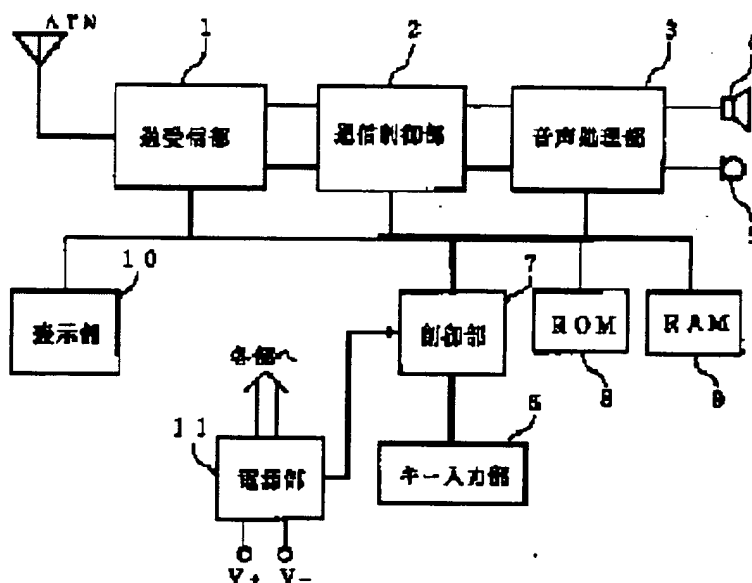 1
2
3
送受信部
通信制御部
音声処理部
10
7
表示部
制御部
ROM
RAM
8
9
各部へ
11
電源部
キー入力部
V+
V-